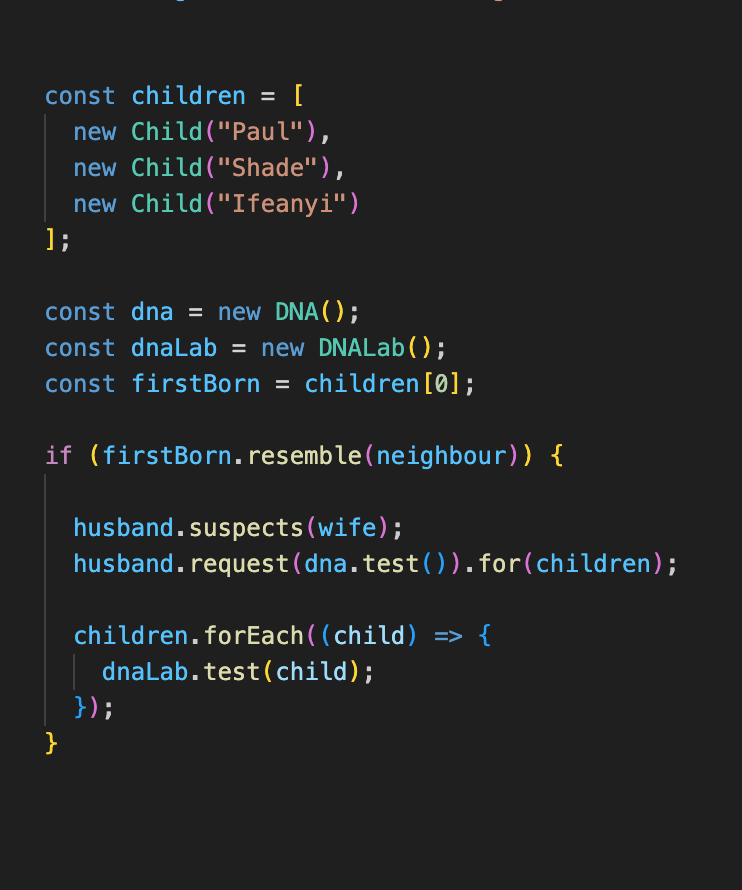 const children = [
  new Child("Paul"),
  new Child("Shade"),
  new Child("Ifeanyi")
];
const dna = new DNA();
const dnaLab = new DNALab();
const firstBorn = children[0];
if (firstBorn.resemble(neighbour)) {
  husband.suspects(wife);
  husband.request(dna.test()).for(children);
  children.forEach((child) => {
    dnaLab.test(child);
  });
}